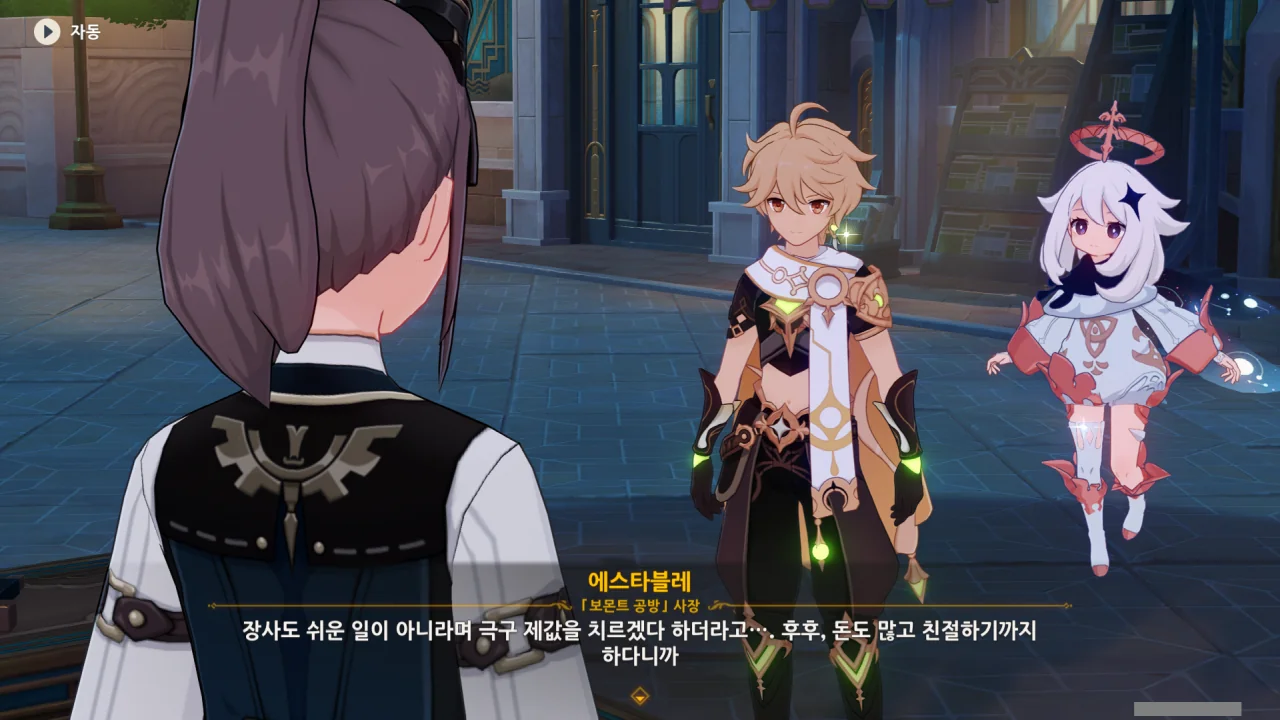 자동
에스타블레
「보몬트 공방」 사장
장사도 쉬운 일이 아니라며 극구 제값을 치르겠다 하더라고…. 후후, 돈도 많고 친절하기까지
하다니까